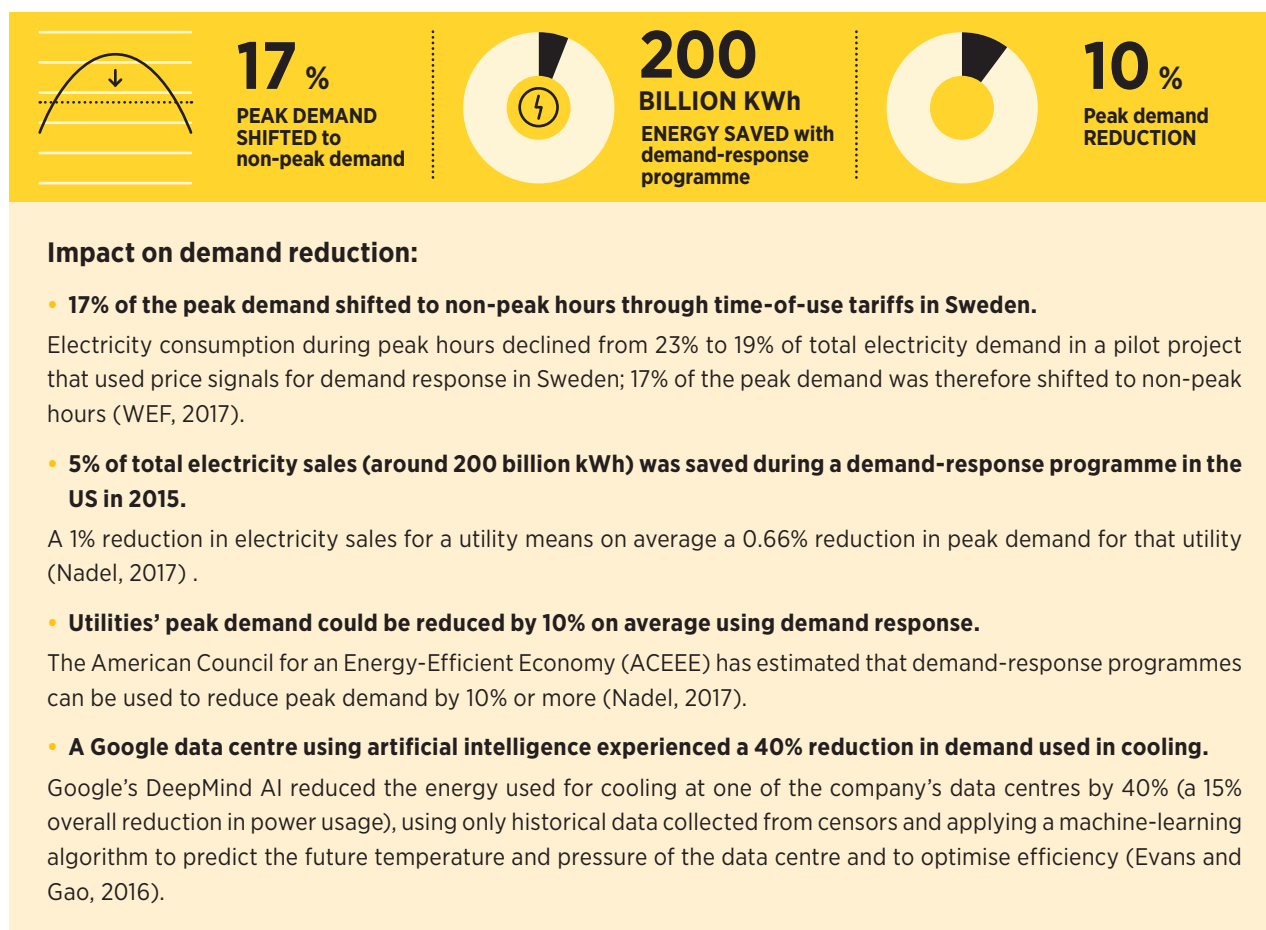 17 %
PEAK DEMAND
SHIFTED to
non-peak demand
200
BILLION KWh
ENERGY SAVED with
demand-response
programme
10 %
Peak demand
REDUCTION
Impact on demand reduction:
• 17% of the peak demand shifted to non-peak hours through time-of-use tariffs in Sweden.
Electricity consumption during peak hours declined from 23% to 19% of total electricity demand in a pilot project
that used price signals for demand response in Sweden; 17% of the peak demand was therefore shifted to non-peak
hours (WEF, 2017).
• 5% of total electricity sales (around 200 billion kWh) was saved during a demand-response programme in the
US in 2015.
A 1% reduction in electricity sales for a utility means on average a 0.66% reduction in peak demand for that utility
(Nadel, 2017) .
• Utilities’ peak demand could be reduced by 10% on average using demand response.
The American Council for an Energy-Efficient Economy (ACEEE) has estimated that demand-response programmes
can be used to reduce peak demand by 10% or more (Nadel, 2017).
• A Google data centre using artificial intelligence experienced a 40% reduction in demand used in cooling.
Google’s DeepMind AI reduced the energy used for cooling at one of the company’s data centres by 40% (a 15%
overall reduction in power usage), using only historical data collected from censors and applying a machine-learning
algorithm to predict the future temperature and pressure of the data centre and to optimise efficiency (Evans and
Gao, 2016).